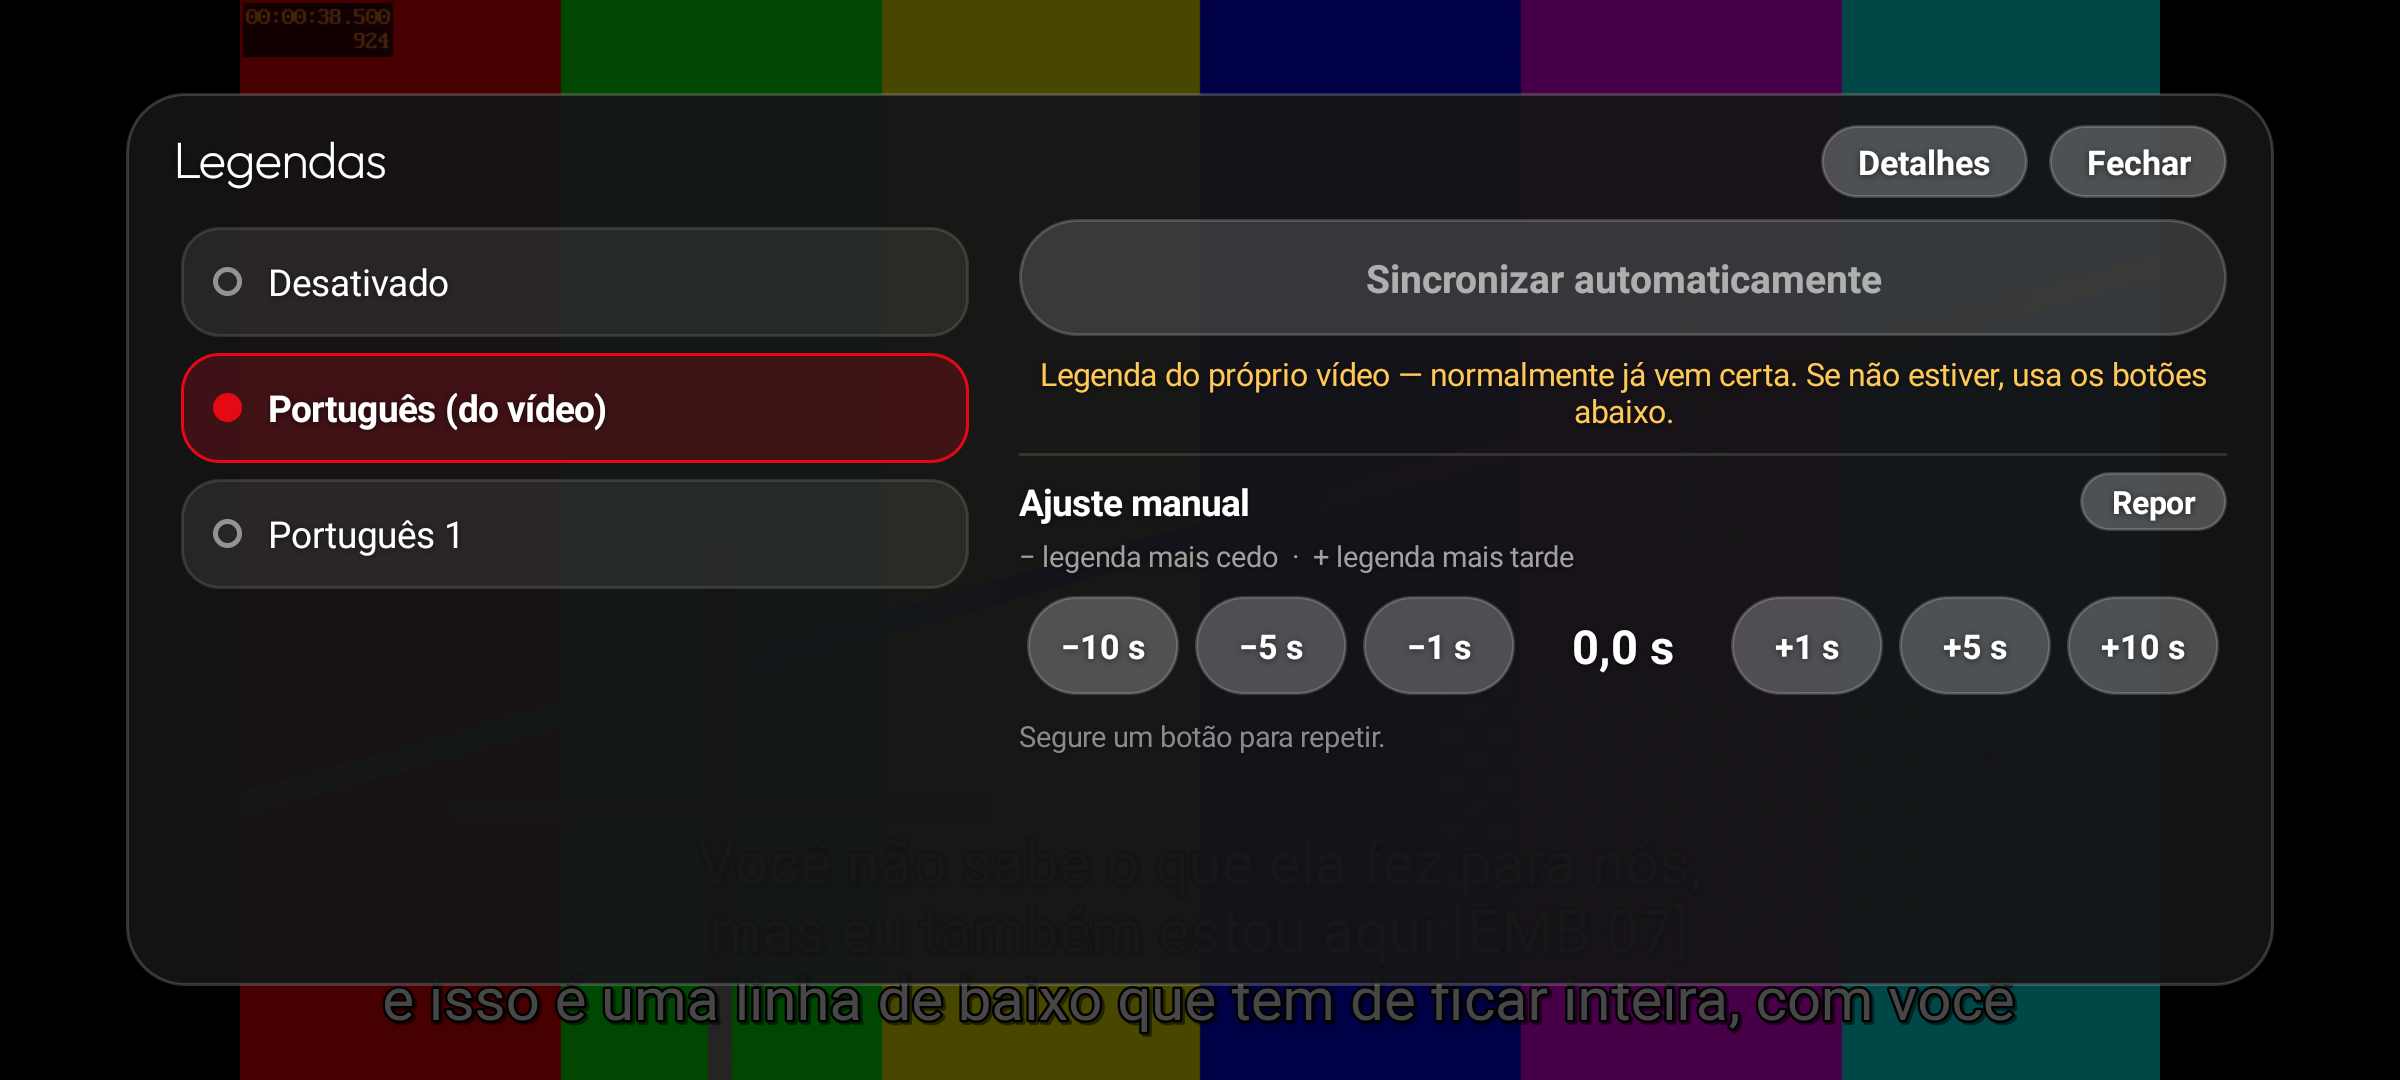 00:00:38.500
924
Legendas
Detalhes
Fechar
Desativado
Português (do vídeo)
Português 1
Sincronizar automaticamente
Legenda do próprio vídeo — normalmente já vem certa. Se não estiver, usa os botões
abaixo.
Ajuste manual
Repor
− legenda mais cedo · + legenda mais tarde
−10 s
−5 s
−1 s
0,0 s
+1 s
+5 s
+10 s
Segure um botão para repetir.
Você não sabe o que ela fez para nós,
mas eu também estou aqui [EMB 07]
e isso é uma linha de baixo que tem de ficar inteira, com você